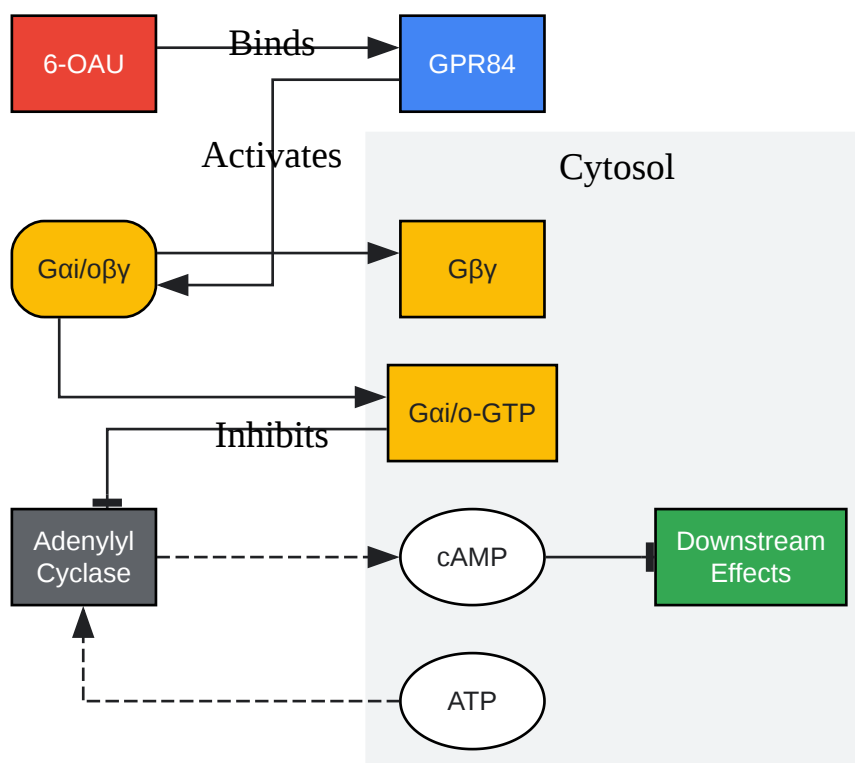 6-OAU
Binds
GPR84
Activates
Cytosol
Gαi/oβγ
Gβγ
Gαi/o-GTP
Inhibits
Adenylyl
Cyclase
cAMP
Downstream
Effects
ATP